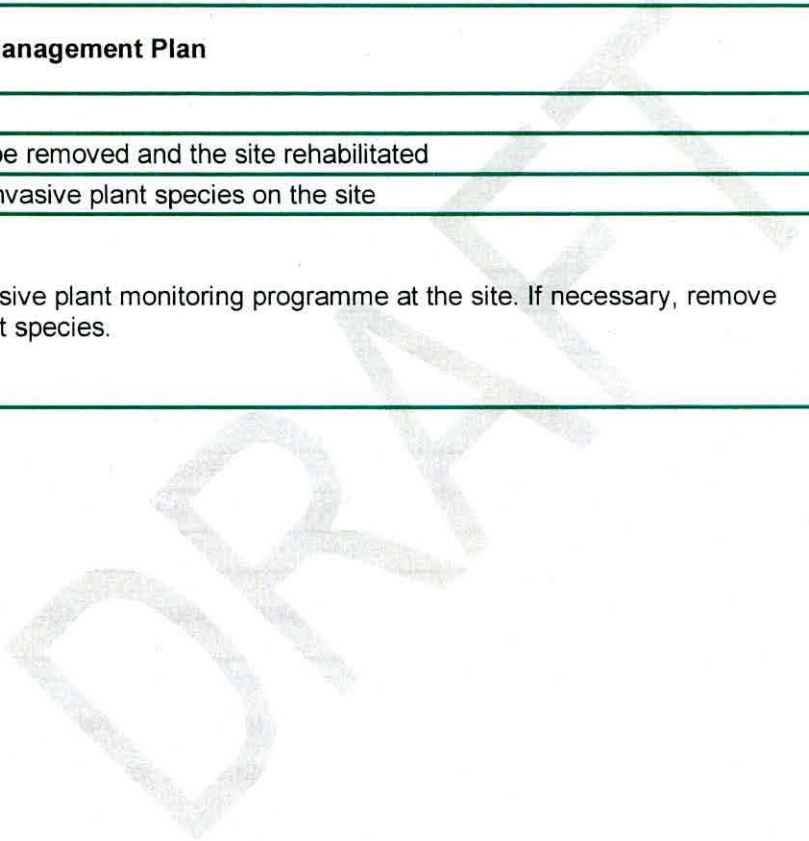 anagement Plan
be removed and the site rehabilitated
nvasive plant species on the site
sive plant monitoring programme at the site. If necessary, remove
t species.
DRAFT